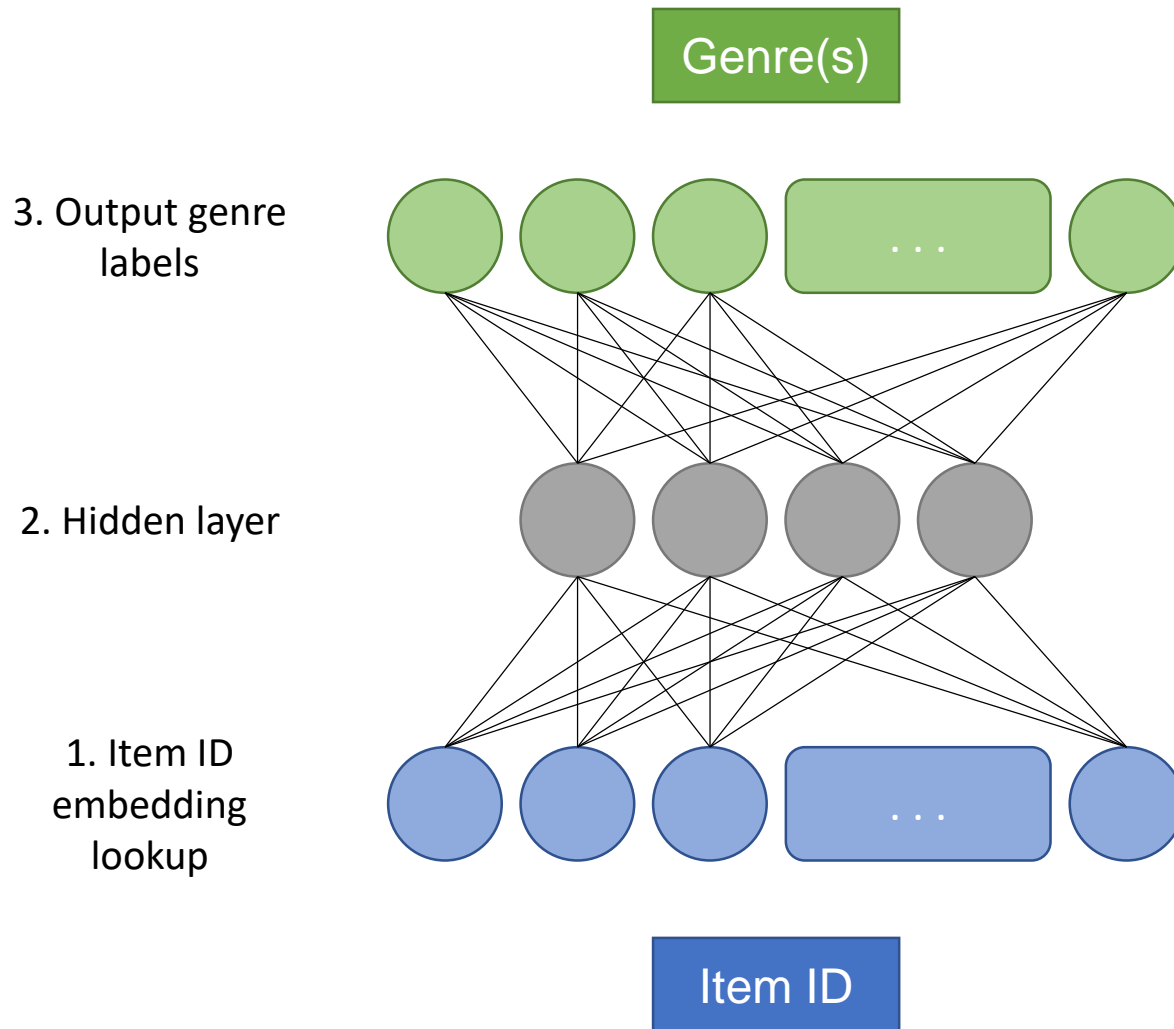 Genre(s)
3. Output genre
labels
. . .
2. Hidden layer
1. Item ID
embedding
lookup
. . .
Item ID